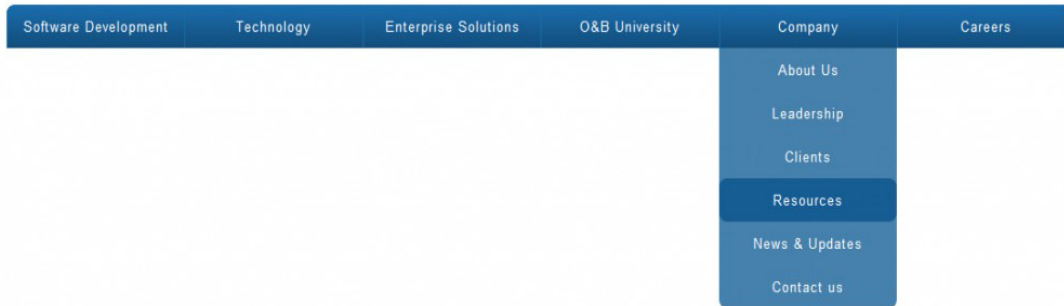 Software Development Technology Enterprise Solutions O&B University Company Careers
About Us
Leadership
Clients
Resources
News & Updates
Contact us